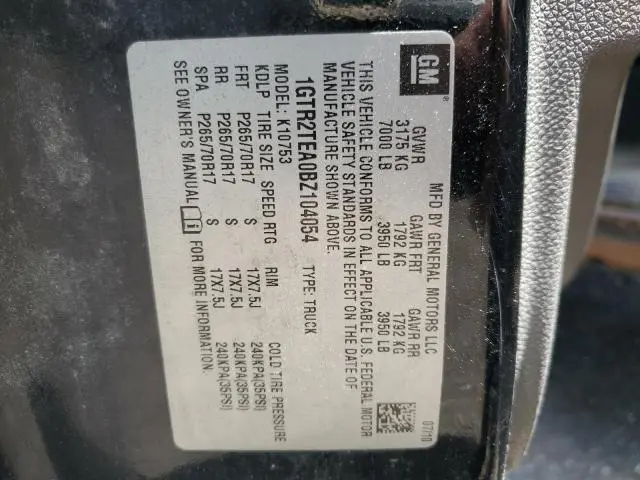 GM ®
MFD BY GENERAL MOTORS LLC 07/10
GVWR GAWR FRT GAWR RR
3175 KG 1792 KG 1792 KG
7000 LB 3950 LB 3950 LB
THIS VEHICLE CONFORMS TO ALL APPLICABLE U.S. FEDERAL MOTOR
VEHICLE SAFETY STANDARDS IN EFFECT ON THE DATE OF
MANUFACTURE SHOWN ABOVE.
1GTR2TEA0BZ104054 TYPE: TRUCK
MODEL: K10753
KDLP TIRE SIZE SPEED RTG RIM COLD TIRE PRESSURE
FRT P265/70R17 S 17X7.5J 240KPA(35PSI)
RR P265/70R17 S 17X7.5J 240KPA(35PSI)
SPA P265/70R17 S 17X7.5J 240KPA(35PSI)
SEE OWNER'S MANUAL i FOR MORE INFORMATION.